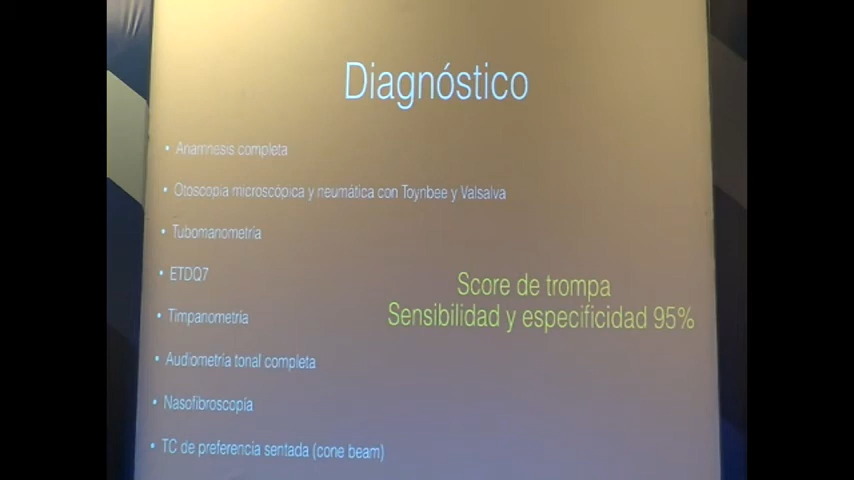 Diagnóstico
• Anamnesis completa
• Otoscopía microscópica y neumática con Toynbee y Valsalva
• Tubomanometría
• ETDQ7
• Timpanometría
• Audiometría tonal completa
• Nasofibroscopía
• TC de preferencia sentada (cone beam)
Score de trompa
Sensibilidad y especificidad 95%